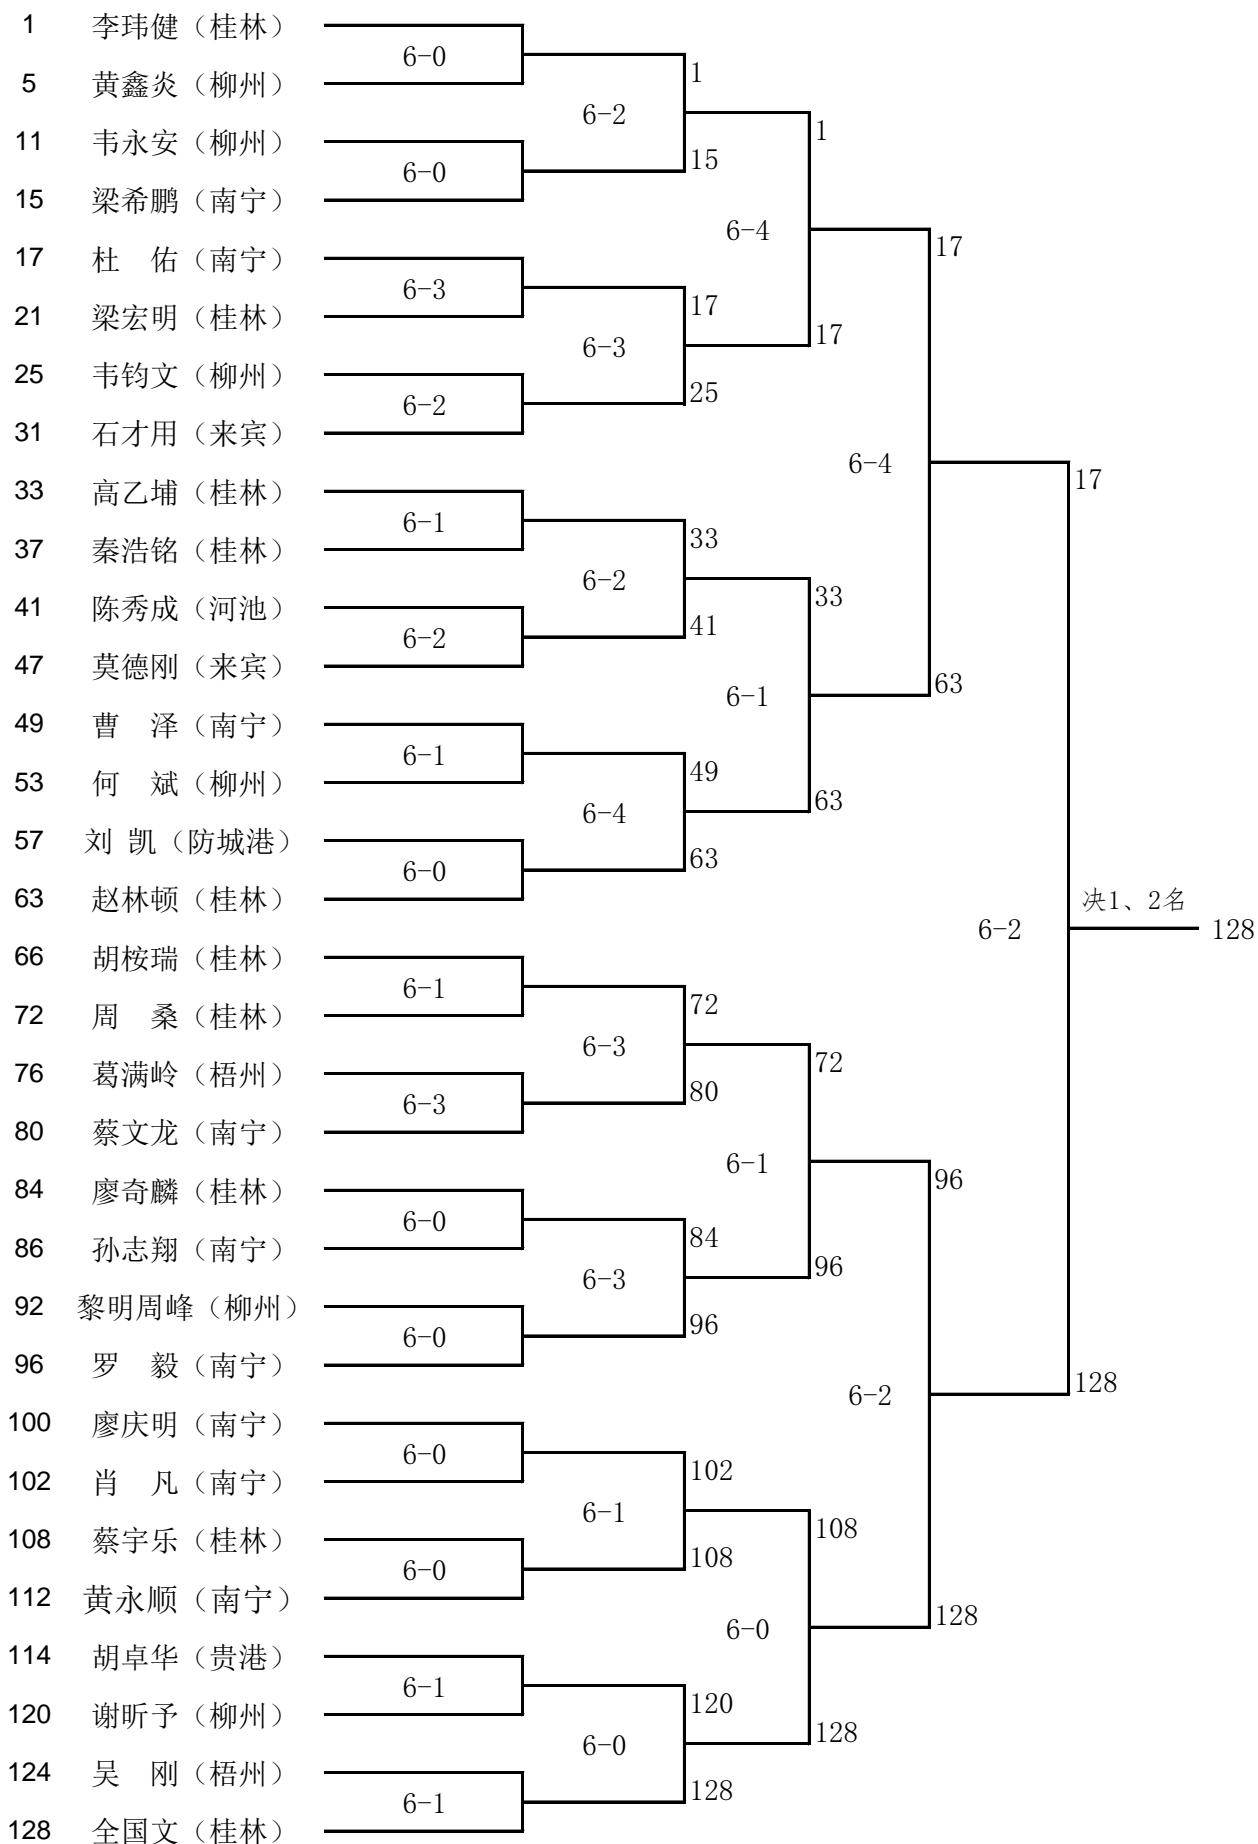 1 李玮健（桂林）
6-0
1
5 黄鑫炎（柳州）
6-2
1
11 韦永安（柳州）
6-0
15
15 梁希鹏（南宁）
6-4
17
17 杜 佑（南宁）
6-3
17
21 梁宏明（桂林）
6-3
17
25 韦钧文（柳州）
6-2
25
31 石才用（来宾）
6-4
17
33 高乙埔（桂林）
6-1
33
37 秦浩铭（桂林）
6-2
33
41 陈秀成（河池）
6-2
41
47 莫德刚（来宾）
6-1
63
49 曹 泽（南宁）
6-1
49
53 何 斌（柳州）
6-4
63
57 刘 凯（防城港）
6-0
63
63 赵林顿（桂林）
决1、2名
6-2
128
66 胡桉瑞（桂林）
6-1
72
72 周 桑（桂林）
6-3
72
76 葛满岭（梧州）
6-3
80
80 蔡文龙（南宁）
6-1
96
84 廖奇麟（桂林）
6-0
84
86 孙志翔（南宁）
6-3
96
92 黎明周峰（柳州）
6-0
96
96 罗 毅（南宁）
6-2
128
100 廖庆明（南宁）
6-0
102
102 肖 凡（南宁）
6-1
108
108 蔡宇乐（桂林）
6-0
108
112 黄永顺（南宁）
6-0
128
114 胡卓华（贵港）
6-1
120
120 谢昕予（柳州）
6-0
128
124 吴 刚（梧州）
6-1
128
128 全国文（桂林）